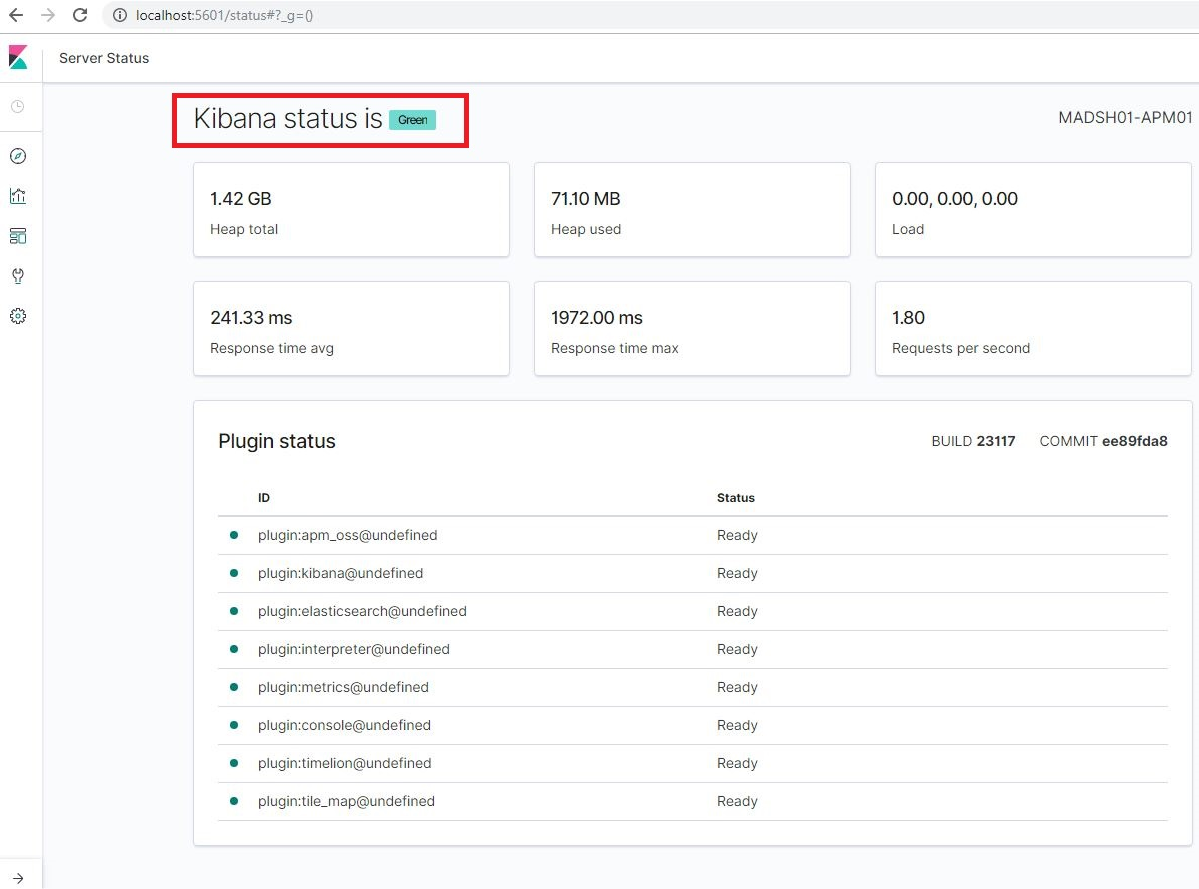 localhost:5601/status#?_g=()
Server Status
Kibana status is Green
MADSH01-APM01
1.42 GB
Heap total
71.10 MB
Heap used
0.00, 0.00, 0.00
Load
241.33 ms
Response time avg
1972.00 ms
Response time max
1.80
Requests per second
Plugin status
BUILD 23117 COMMIT ee89fda8
ID Status
plugin:apm_oss@undefined Ready
plugin:kibana@undefined Ready
plugin:elasticsearch@undefined Ready
plugin:interpreter@undefined Ready
plugin:metrics@undefined Ready
plugin:console@undefined Ready
plugin:timelion@undefined Ready
plugin:tile_map@undefined Ready